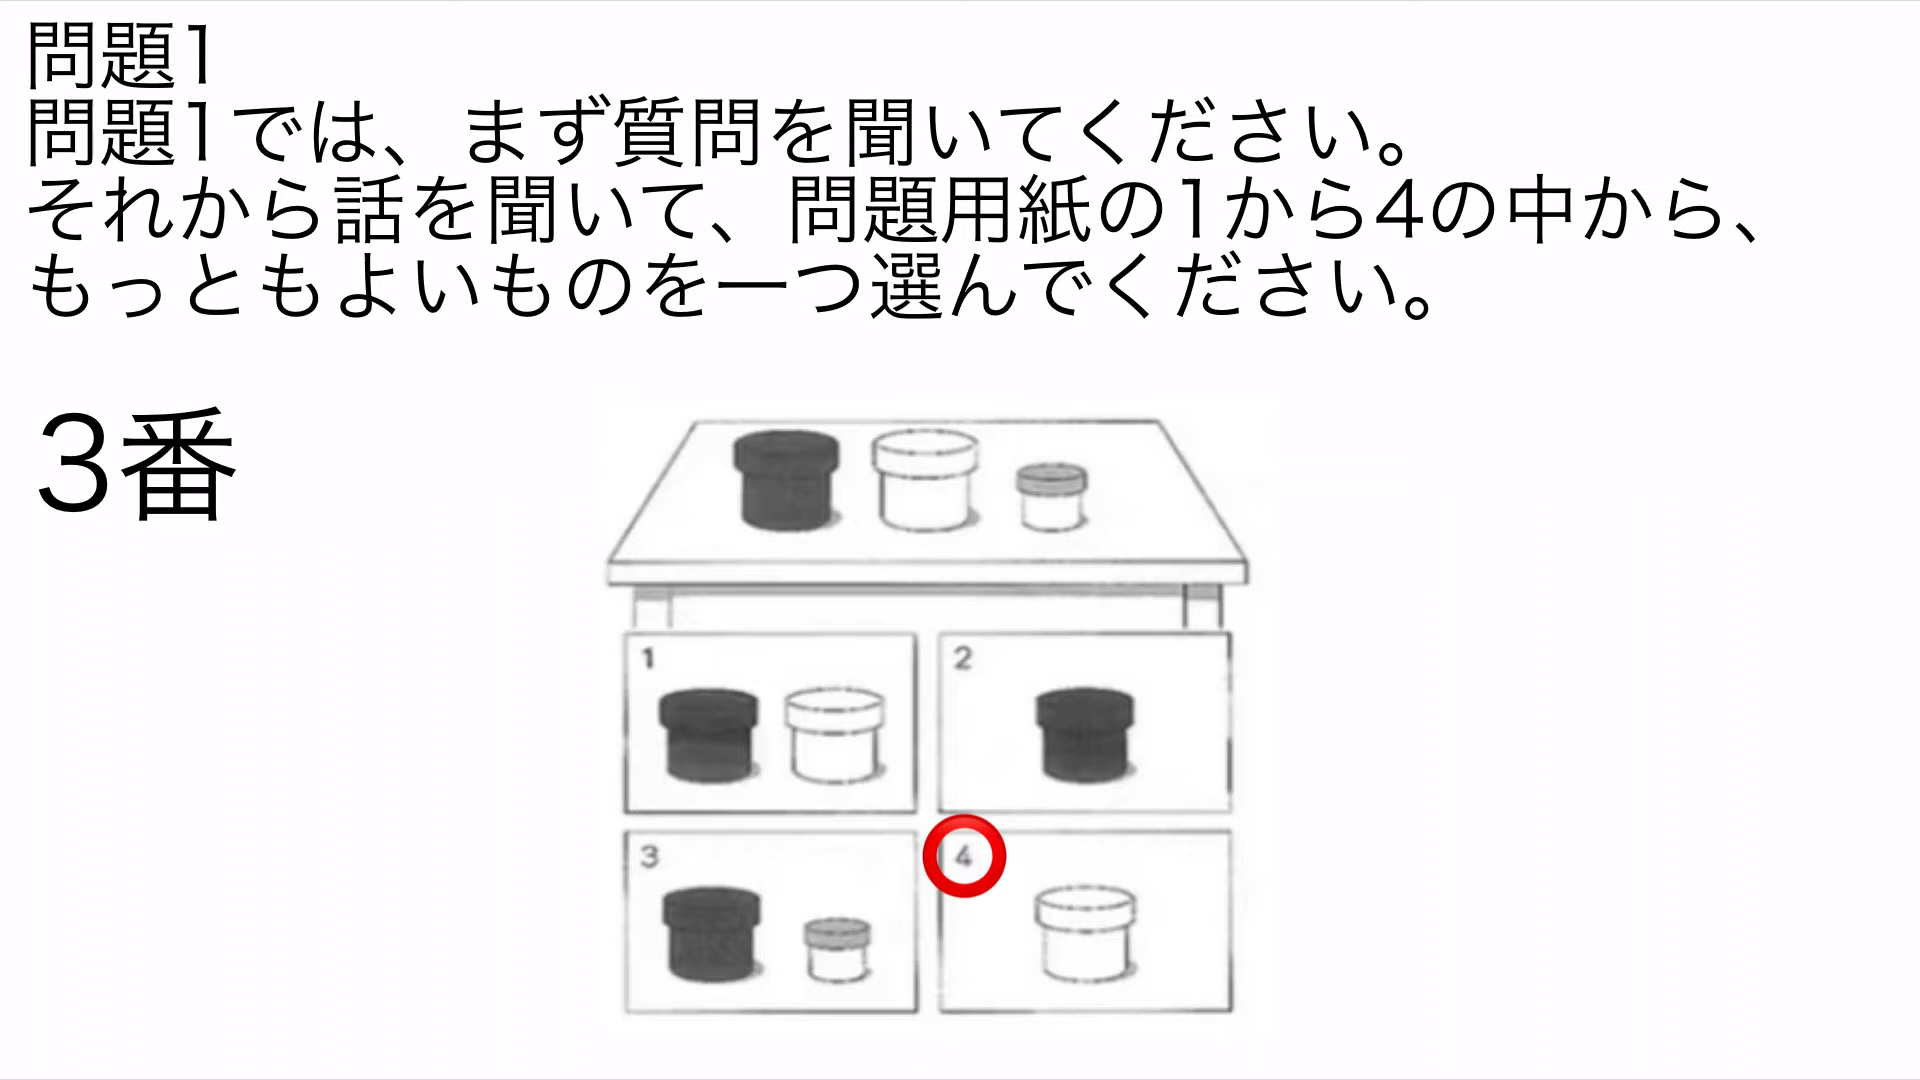 問題1
問題1では、まず質問を聞いてください。
それから話を聞いて、問題用紙の1から4の中から、
もっともよいものを一つ選んでください。
3番
1
2
3
4